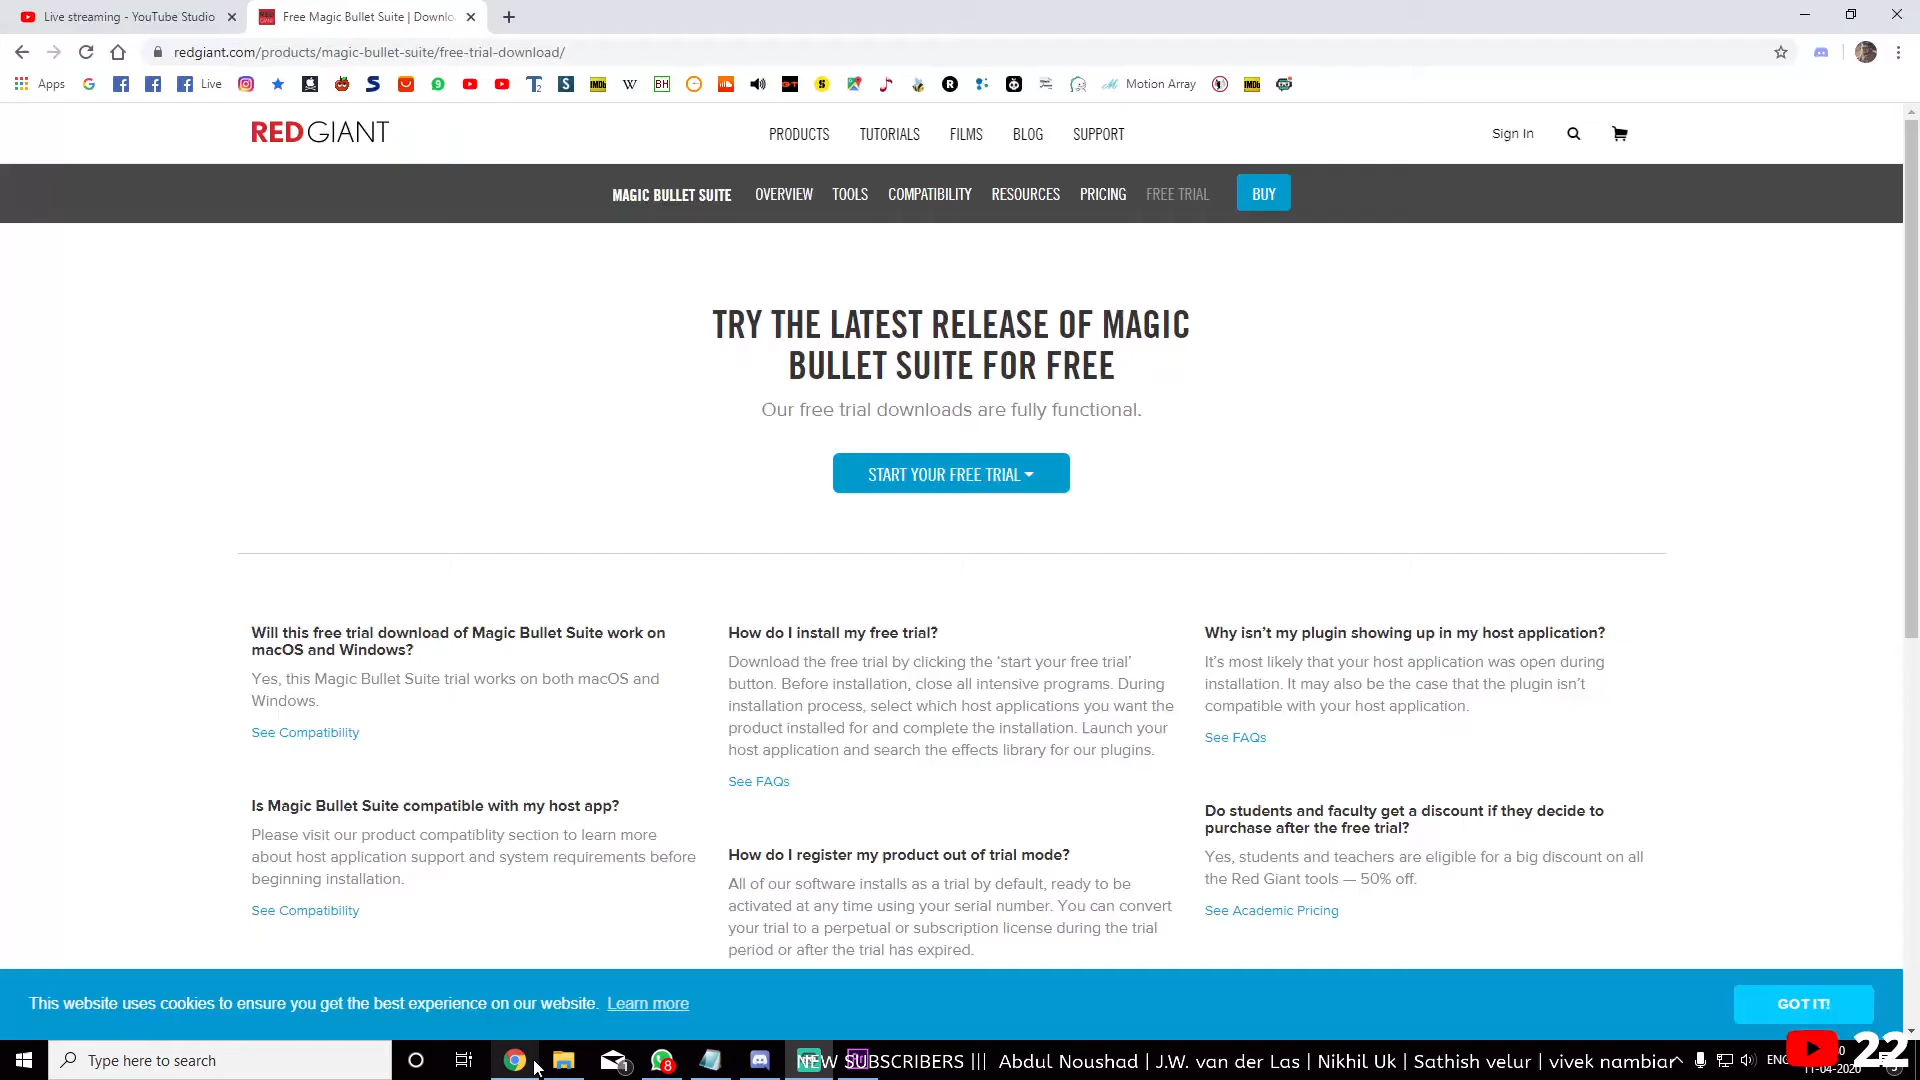 Live streaming - YouTube Studio
Free Magic Bullet Suite | Downlo
redgiant.com/products/magic-bullet-suite/free-trial-download/
Apps
Live
Motion Array
REDGIANT
PRODUCTS TUTORIALS FILMS BLOG SUPPORT
Sign In
MAGIC BULLET SUITE OVERVIEW TOOLS COMPATIBILITY RESOURCES PRICING FREE TRIAL BUY
TRY THE LATEST RELEASE OF MAGIC
BULLET SUITE FOR FREE
Our free trial downloads are fully functional.
START YOUR FREE TRIAL
Will this free trial download of Magic Bullet Suite work on
macOS and Windows?
Yes, this Magic Bullet Suite trial works on both macOS and
Windows.
See Compatibility
Is Magic Bullet Suite compatible with my host app?
Please visit our product compatiblity section to learn more
about host application support and system requirements before
beginning installation.
See Compatibility
How do I install my free trial?
Download the free trial by clicking the ‘start your free trial’
button. Before installation, close all intensive programs. During
installation process, select which host applications you want the
product installed for and complete the installation. Launch your
host application and search the effects library for our plugins.
See FAQs
How do I register my product out of trial mode?
All of our software installs as a trial by default, ready to be
activated at any time using your serial number. You can convert
your trial to a perpetual or subscription license during the trial
period or after the trial has expired.
Why isn’t my plugin showing up in my host application?
It’s most likely that your host application was open during
installation. It may also be the case that the plugin isn’t
compatible with your host application.
See FAQs
Do students and faculty get a discount if they decide to
purchase after the free trial?
Yes, students and teachers are eligible for a big discount on all
the Red Giant tools — 50% off.
See Academic Pricing
This website uses cookies to ensure you get the best experience on our website. Learn more
GOT IT!
Type here to search
NEW SUBSCRIBERS ||| Abdul Noushad | J.W. van der Las | Nikhil Uk | Sathish velur | vivek nambiar
ENG
11-04-2020
22